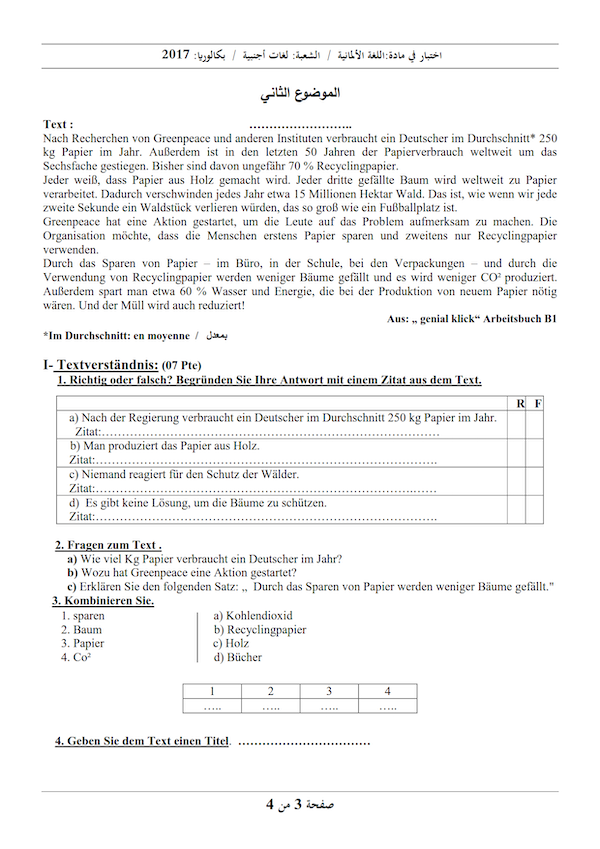 اختبار في مادة:اللغة الألمانية / الشعبة: لغات أجنبية / بكالوريا: 2017
الموضوع الثاني
Text : ……………………..
Nach Recherchen von Greenpeace und anderen Instituten verbraucht ein Deutscher im Durchschnitt* 250
kg Papier im Jahr. Außerdem ist in den letzten 50 Jahren der Papierverbrauch weltweit um das
Sechsfache gestiegen. Bisher sind davon ungefähr 70 % Recyclingpapier.
Jeder weiß, dass Papier aus Holz gemacht wird. Jeder dritte gefällte Baum wird weltweit zu Papier
verarbeitet. Dadurch verschwinden jedes Jahr etwa 15 Millionen Hektar Wald. Das ist, wie wenn wir jede
zweite Sekunde ein Waldstück verlieren würden, das so groß wie ein Fußballplatz ist.
Greenpeace hat eine Aktion gestartet, um die Leute auf das Problem aufmerksam zu machen. Die
Organisation möchte, dass die Menschen erstens Papier sparen und zweitens nur Recyclingpapier
verwenden.
Durch das Sparen von Papier – im Büro, in der Schule, bei den Verpackungen – und durch die
Verwendung von Recyclingpapier werden weniger Bäume gefällt und es wird weniger CO² produziert.
Außerdem spart man etwa 60 % Wasser und Energie, die bei der Produktion von neuem Papier nötig
wären. Und der Müll wird auch reduziert!
Aus: „ genial klick“ Arbeitsbuch B1
*Im Durchschnitt: en moyenne / بمعدل
I- Textverständnis: (07 Pte)
1. Richtig oder falsch? Begründen Sie Ihre Antwort mit einem Zitat aus dem Text.
R F
a) Nach der Regierung verbraucht ein Deutscher im Durchschnitt 250 kg Papier im Jahr.
Zitat:…………………………………………………………………………
b) Man produziert das Papier aus Holz.
Zitat:………………………………………………………………………….
c) Niemand reagiert für den Schutz der Wälder.
Zitat:…………………………………………………………………….……
d) Es gibt keine Lösung, um die Bäume zu schützen.
Zitat:………………………………………………………………………….
2. Fragen zum Text .
a) Wie viel Kg Papier verbraucht ein Deutscher im Jahr?
b) Wozu hat Greenpeace eine Aktion gestartet?
c) Erklären Sie den folgenden Satz: „ Durch das Sparen von Papier werden weniger Bäume gefällt."
3. Kombinieren Sie.
1. sparen a) Kohlendioxid
2. Baum b) Recyclingpapier
3. Papier c) Holz
4. Co² d) Bücher
1 2 3 4
….. ….. ….. …..
4. Geben Sie dem Text einen Titel. ……………………………
صفحة 3 من 4